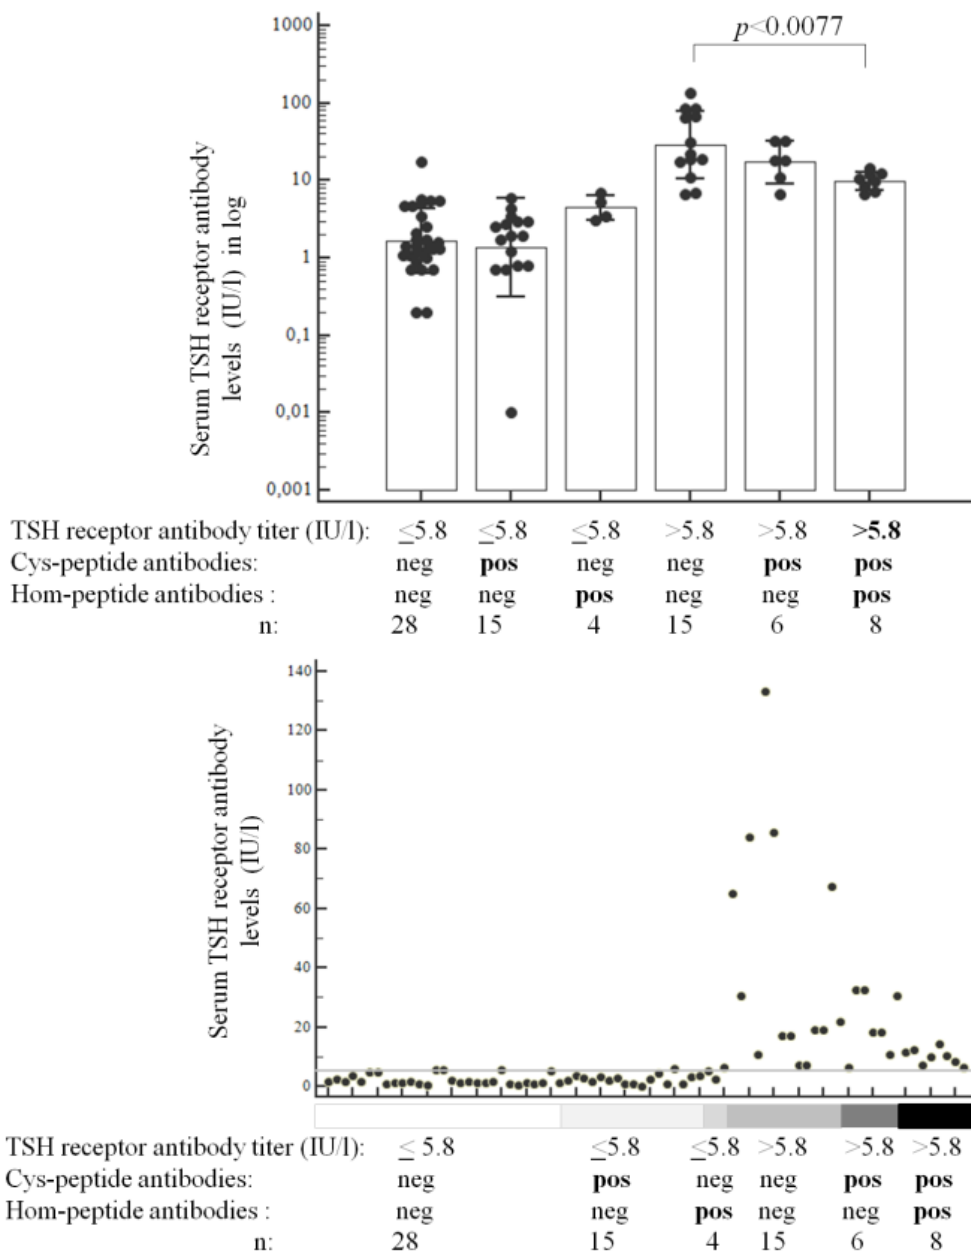 p<0.0077
1000
100
10
1
0,1
0,01
0,001
Serum TSH receptor antibody
levels (IU/l) in log
TSH receptor antibody titer (IU/l): ≤5.8 ≤5.8 ≤5.8 >5.8 >5.8 >5.8
Cys-peptide antibodies: neg pos neg neg pos pos
Hom-peptide antibodies : neg neg pos neg neg pos
n: 28 15 4 15 6 8
140
120
100
80
60
40
20
0
Serum TSH receptor antibody
levels (IU/l)
TSH receptor antibody titer (IU/l): ≤ 5.8 ≤5.8 ≤5.8 >5.8 >5.8 >5.8
Cys-peptide antibodies: neg pos neg neg pos pos
Hom-peptide antibodies : neg neg pos neg neg pos
n: 28 15 4 15 6 8